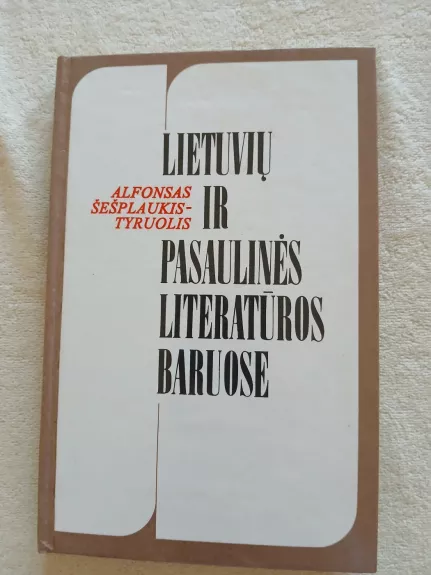 ALFONSAS
ŠEŠPLAUKIS-
TYRUOLIS
LIETUVIŲ
IR
PASAULINĖS
LITERATŪROS
BARUOSE